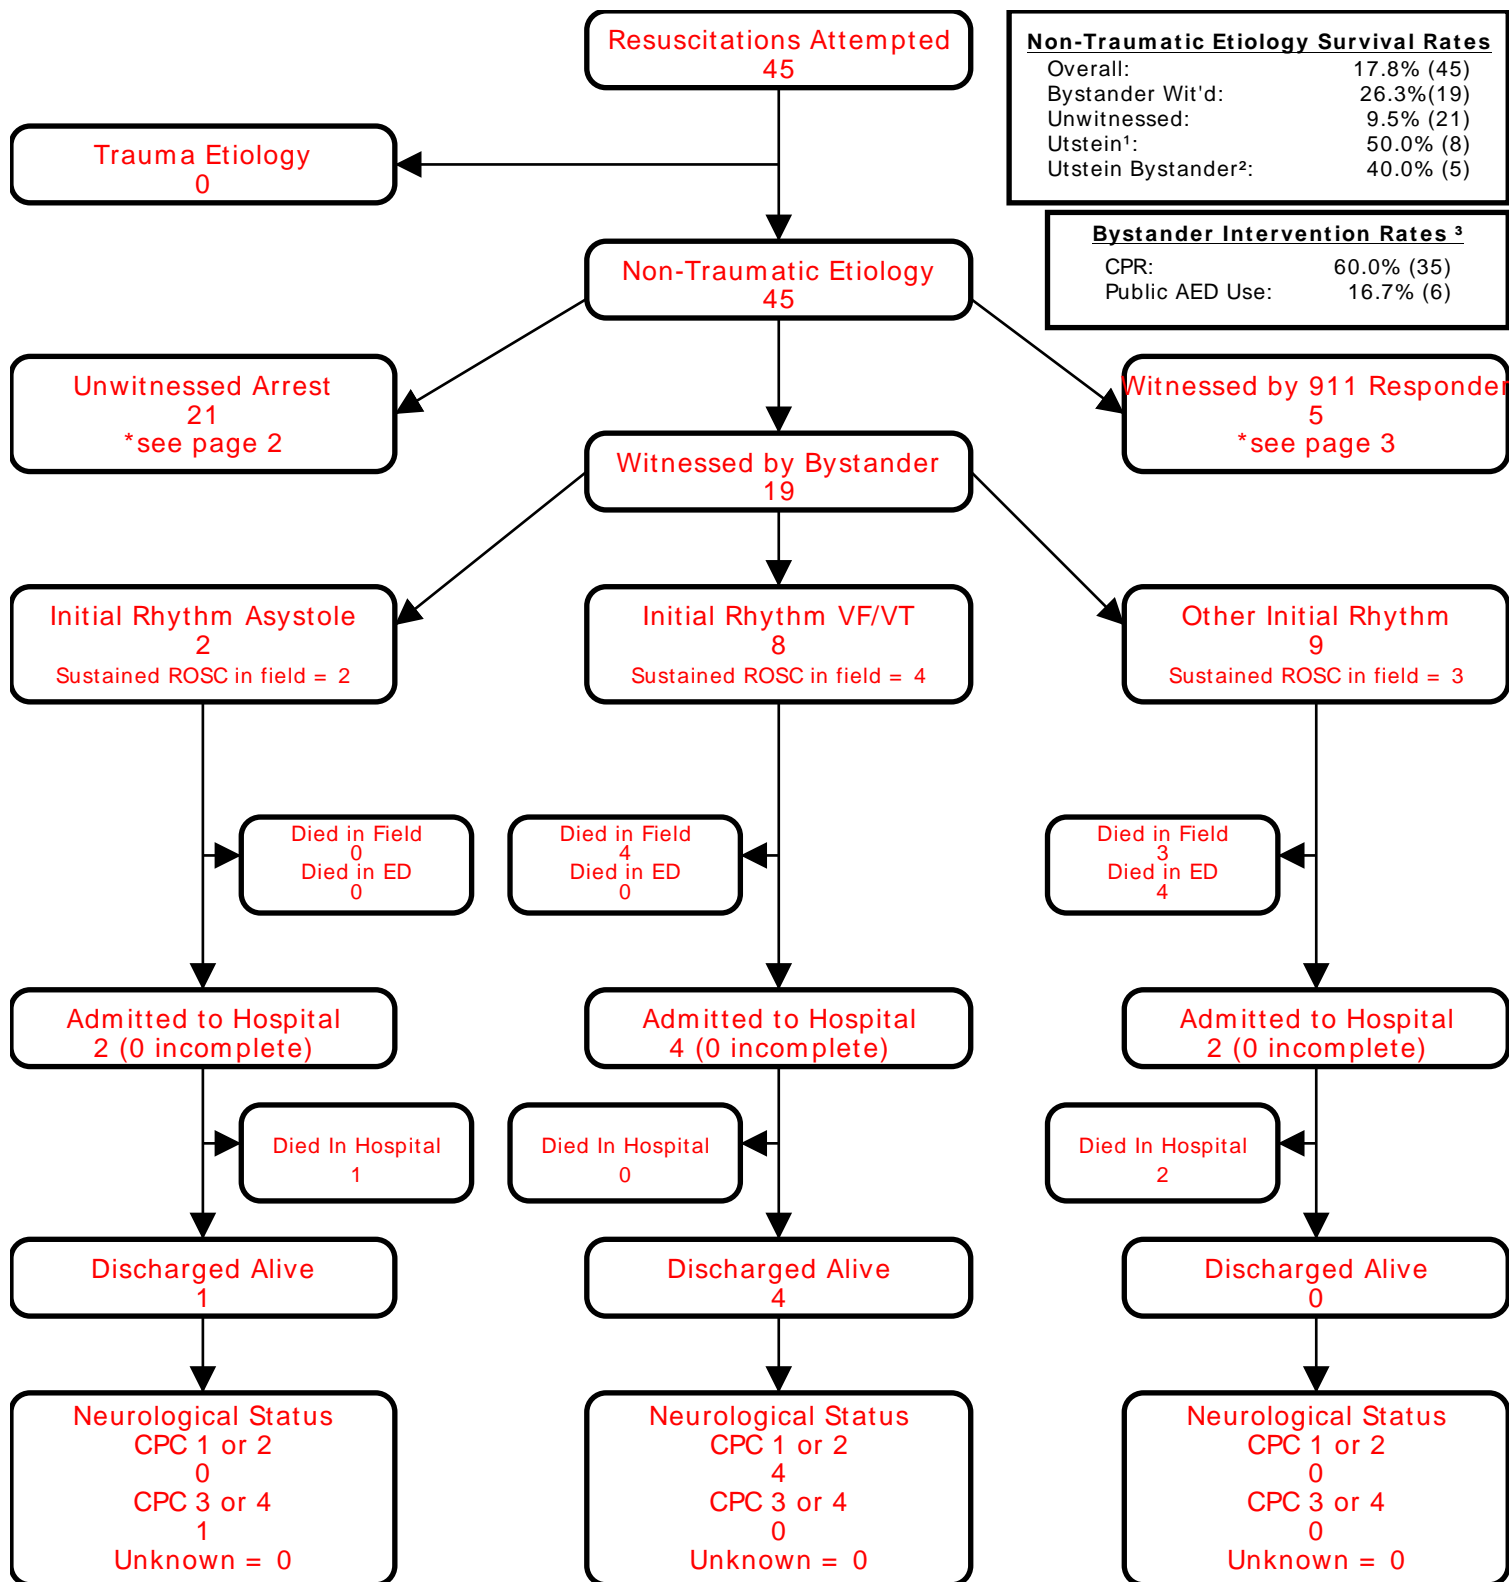 Resuscitations Attempted
45
Non-Traumatic Etiology Survival Rates
Overall: 17.8% (45)
Bystander Wit'd: 26.3%(19)
Unwitnessed: 9.5% (21)
Utstein¹: 50.0% (8)
Utstein Bystander²: 40.0% (5)
Trauma Etiology
0
Bystander Intervention Rates ³
CPR: 60.0% (35)
Public AED Use: 16.7% (6)
Non-Traumatic Etiology
45
Unwitnessed Arrest
21
*see page 2
Witnessed by 911 Responder
5
*see page 3
Witnessed by Bystander
19
Initial Rhythm Asystole
2
Sustained ROSC in field = 2
Initial Rhythm VF/VT
8
Sustained ROSC in field = 4
Other Initial Rhythm
9
Sustained ROSC in field = 3
Died in Field
0
Died in ED
0
Died in Field
4
Died in ED
0
Died in Field
3
Died in ED
4
Admitted to Hospital
2 (0 incomplete)
Admitted to Hospital
4 (0 incomplete)
Admitted to Hospital
2 (0 incomplete)
Died In Hospital
1
Died In Hospital
0
Died In Hospital
2
Discharged Alive
1
Discharged Alive
4
Discharged Alive
0
Neurological Status
CPC 1 or 2
0
CPC 3 or 4
1
Unknown = 0
Neurological Status
CPC 1 or 2
4
CPC 3 or 4
0
Unknown = 0
Neurological Status
CPC 1 or 2
0
CPC 3 or 4
0
Unknown = 0